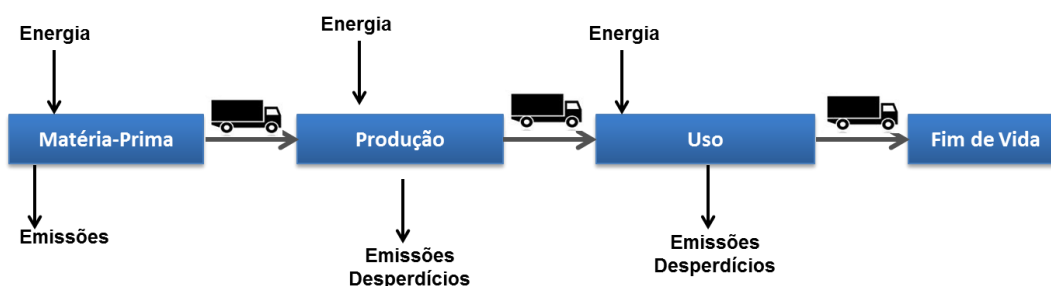 Energia
Energia
Energia
Matéria-Prima
Produção
Uso
Fim de Vida
Emissões
Emissões
Desperdícios
Emissões
Desperdícios